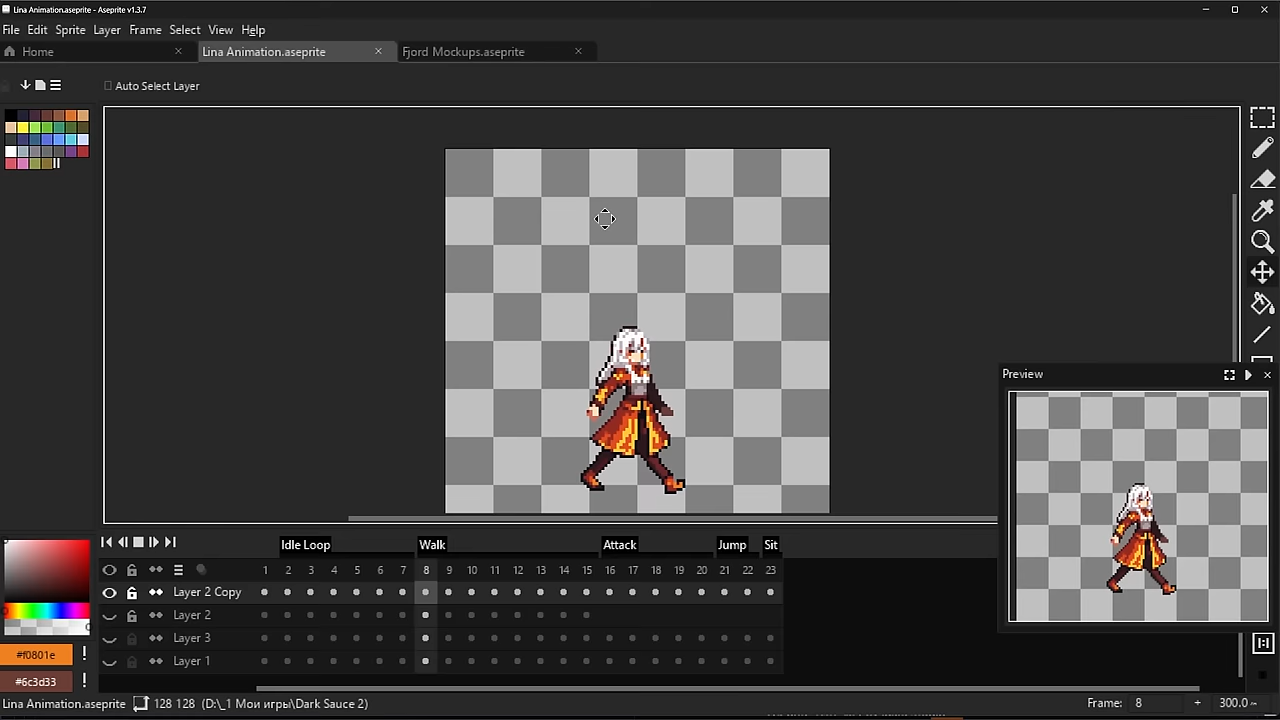 Lina Animation.aseprite - Aseprite v1.3.7
File Edit Sprite Layer Frame Select View Help
Home Lina Animation.aseprite Fjord Mockups.aseprite
Auto Select Layer
Preview
Idle Loop Walk Attack Jump Sit
1 2 3 4 5 6 7 8 9 10 11 12 13 14 15 16 17 18 19 20 21 22 23
Layer 2 Copy
Layer 2
Layer 3
Layer 1
#f0801e !
#6c3d33 !
Lina Animation.aseprite 128 128 (D:\_1 Мои игры\Dark Sauce 2) Frame: 8 + 300.0